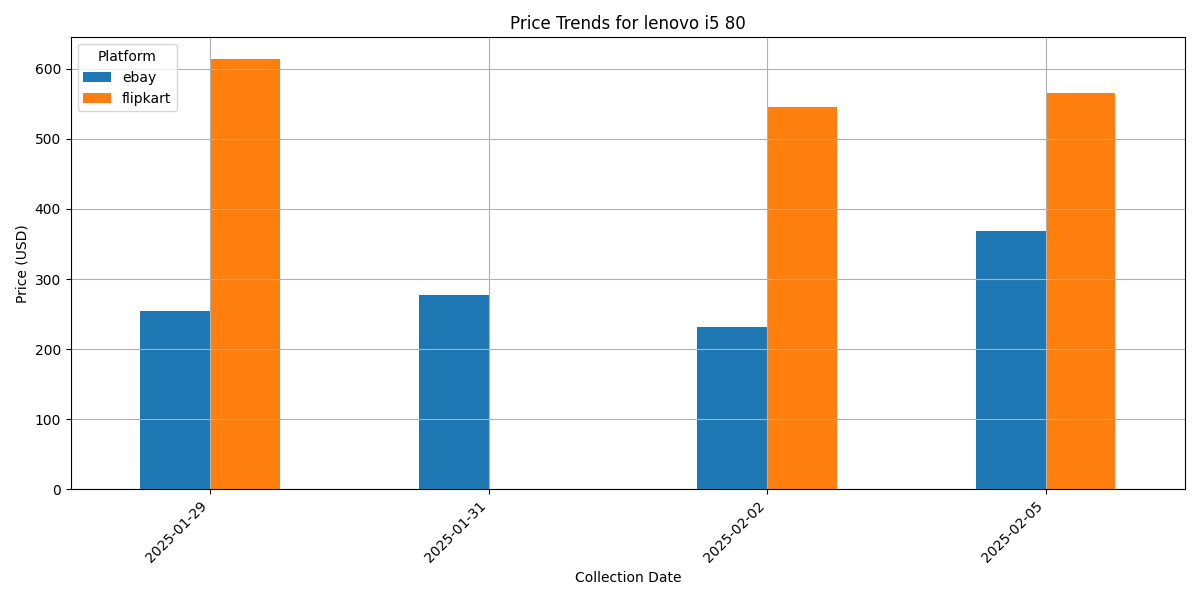 Price Trends for lenovo i5 80
Platform
ebay
flipkart
Price (USD)
600
500
400
300
200
100
0
2025-01-29
2025-01-31
2025-02-02
2025-02-05
Collection Date